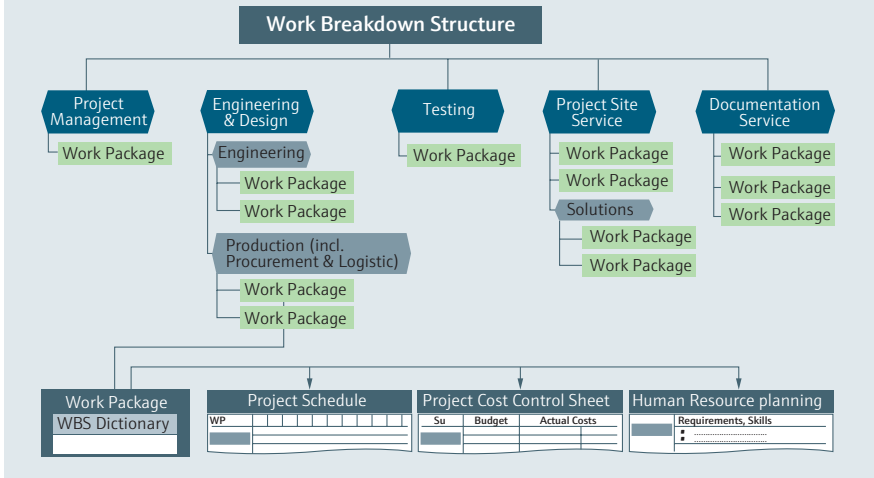 Work Breakdown Structure
Project
Management
Work Package
Engineering
& Design
Engineering
Work Package
Work Package
Production (incl.
Procurement & Logistic)
Work Package
Work Package
Testing
Work Package
Project Site
Service
Work Package
Work Package
Solutions
Work Package
Work Package
Documentation
Service
Work Package
Work Package
Work Package
Work Package
WBS Dictionary
Project Schedule
WP
Project Cost Control Sheet
Su Budget Actual Costs
Human Resource planning
Requirements, Skills